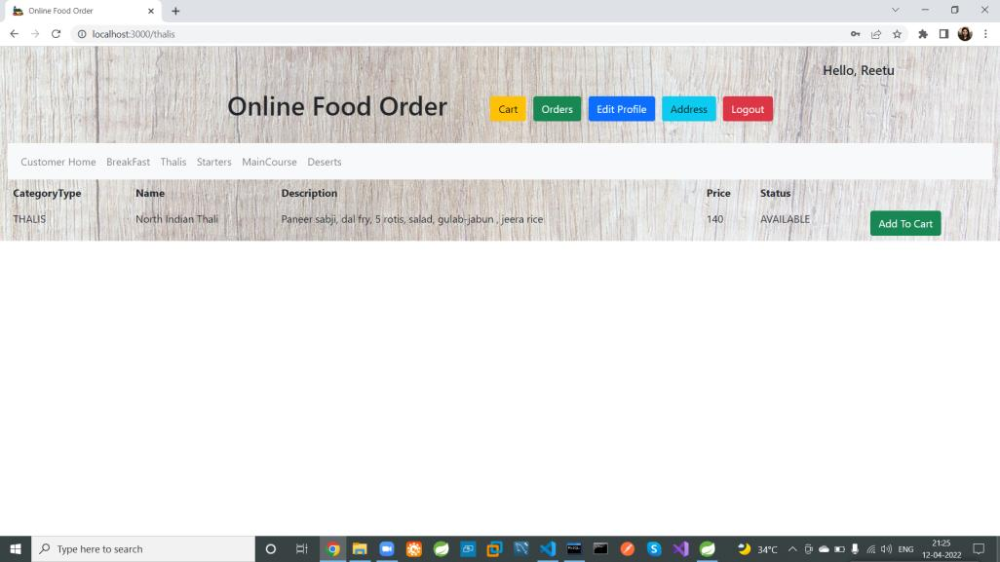 Online Food Order
localhost:3000/thalis
Hello, Reetu
Online Food Order Cart Orders Edit Profile Address Logout
Customer Home BreakFast Thalis Starters MainCourse Deserts
CategoryType Name Description Price Status
THALIS North Indian Thali Paneer sabji, dal fry, 5 rotis, salad, gulab-jabun , jeera rice 140 AVAILABLE Add To Cart
Type here to search
34°C ENG
21:25
12-04-2022